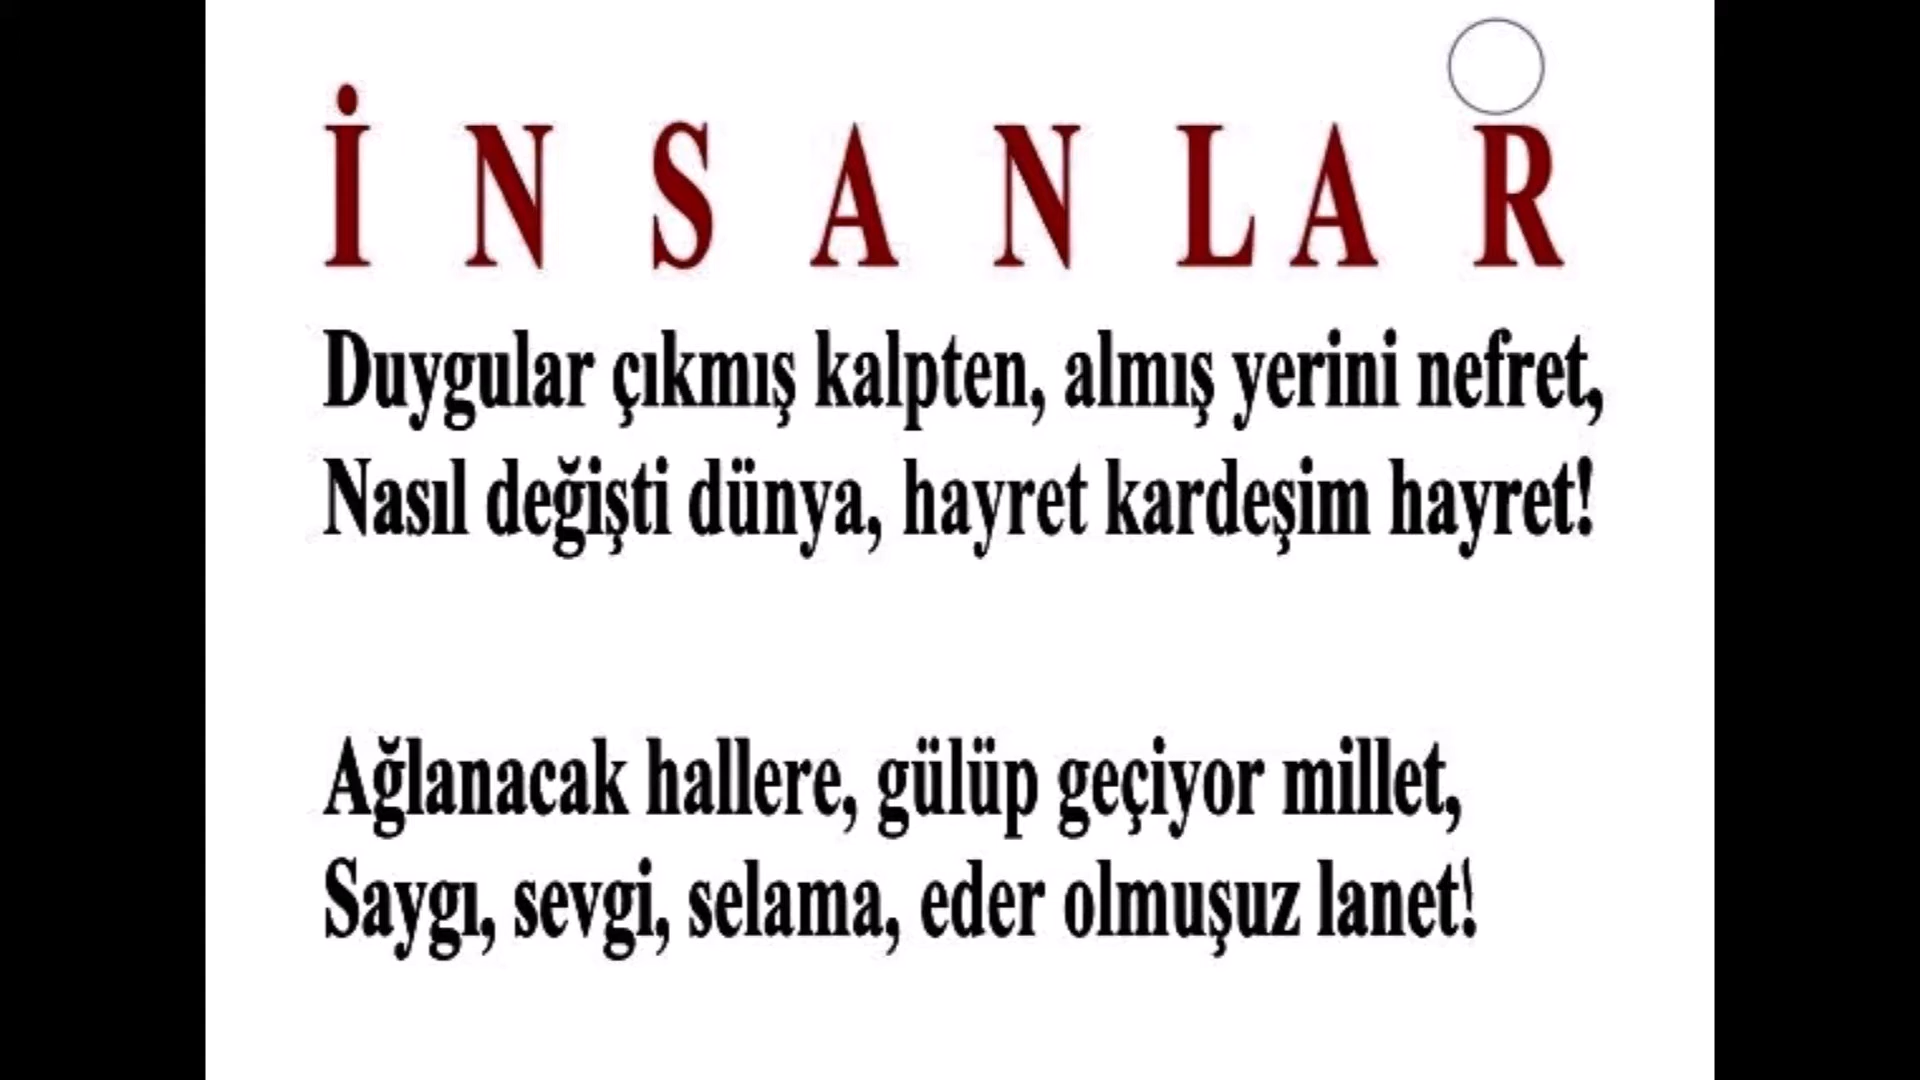 İNSANLAR
Duygular çıkmış kalpten, almış yerini nefret,
Nasıl değişti dünya, hayret kardeşim hayret!
Ağlanacak hallere, gülüp geçiyor millet,
Saygı, sevgi, selama, eder olmuşuz lanet!